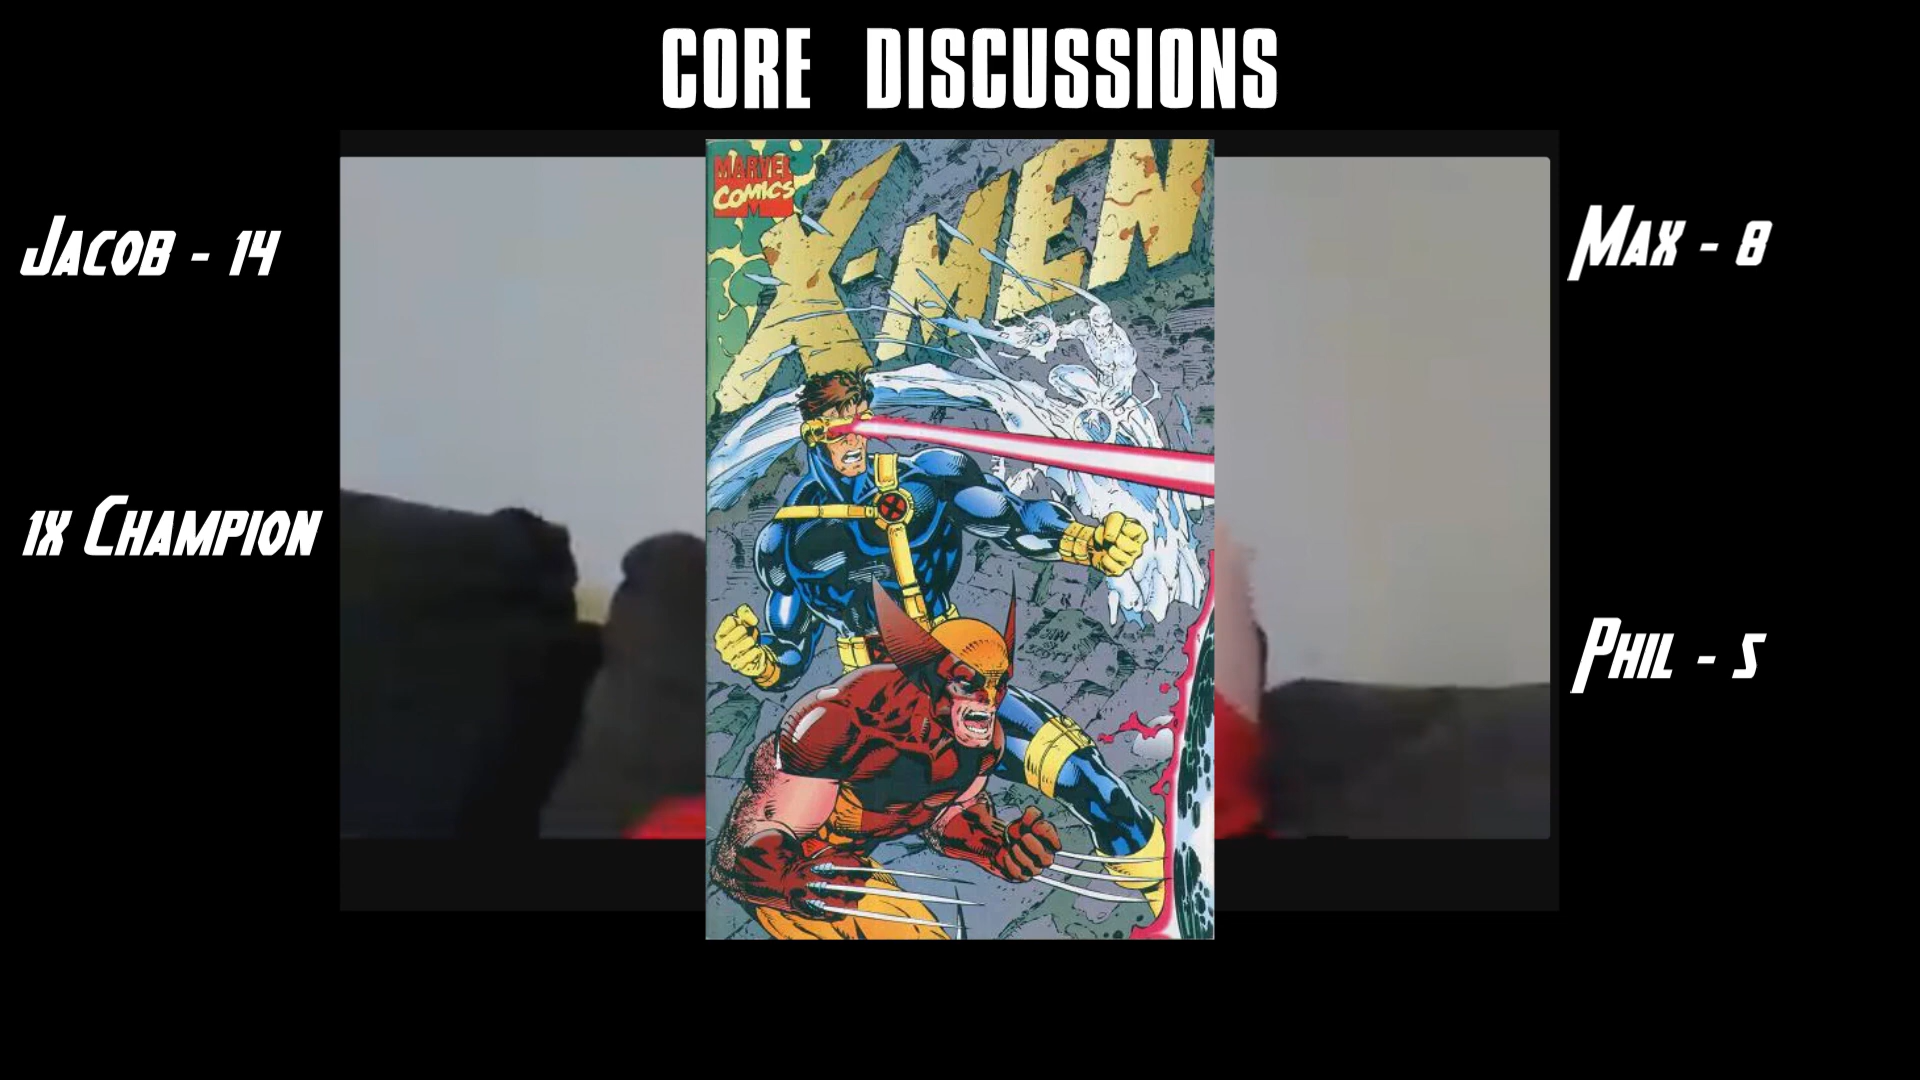 CORE DISCUSSIONS
JACOB - 14
1X CHAMPION
MARVEL
COMICS
X-MEN
MAX - 8
PHIL - 5